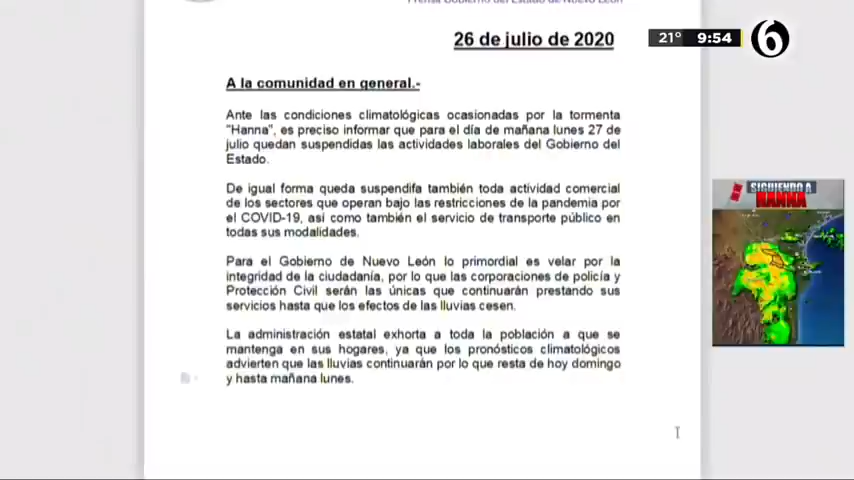 Prensa Gobierno del Estado de Nuevo León
26 de julio de 2020
21° 9:54 6
A la comunidad en general.-
Ante las condiciones climatológicas ocasionadas por la tormenta
"Hanna", es preciso informar que para el día de mañana lunes 27 de
julio quedan suspendidas las actividades laborales del Gobierno del
Estado.
De igual forma queda suspendifa también toda actividad comercial
de los sectores que operan bajo las restricciones de la pandemia por
el COVID-19, así como también el servicio de transporte público en
todas sus modalidades.
SIGUIENDO A
HANNA
Para el Gobierno de Nuevo León lo primordial es velar por la
integridad de la ciudadanía, por lo que las corporaciones de policía y
Protección Civil serán las únicas que continuarán prestando sus
servicios hasta que los efectos de las lluvias cesen.
La administración estatal exhorta a toda la población a que se
mantenga en sus hogares, ya que los pronósticos climatológicos
advierten que las lluvias continuarán por lo que resta de hoy domingo
y hasta mañana lunes.